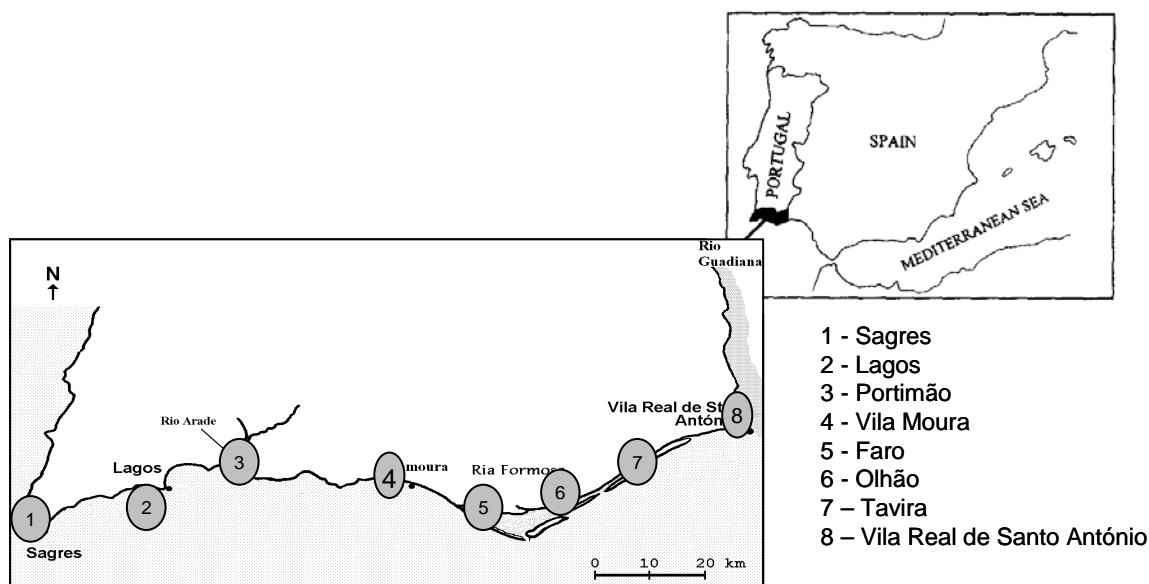 PORTUGAL
SPAIN
MEDITERRANEAN SEA
Rio
Guadiana
N
1 - Sagres
2 - Lagos
3 - Portimão
4 - Vila Moura
5 - Faro
6 - Olhão
7 – Tavira
8 – Vila Real de Santo António
Vila Real de St
Antón
8
Rio Arade
Lagos
3
moura
4
Ria Formosa
7
6
5
2
1
Sagres
0 10 20 km